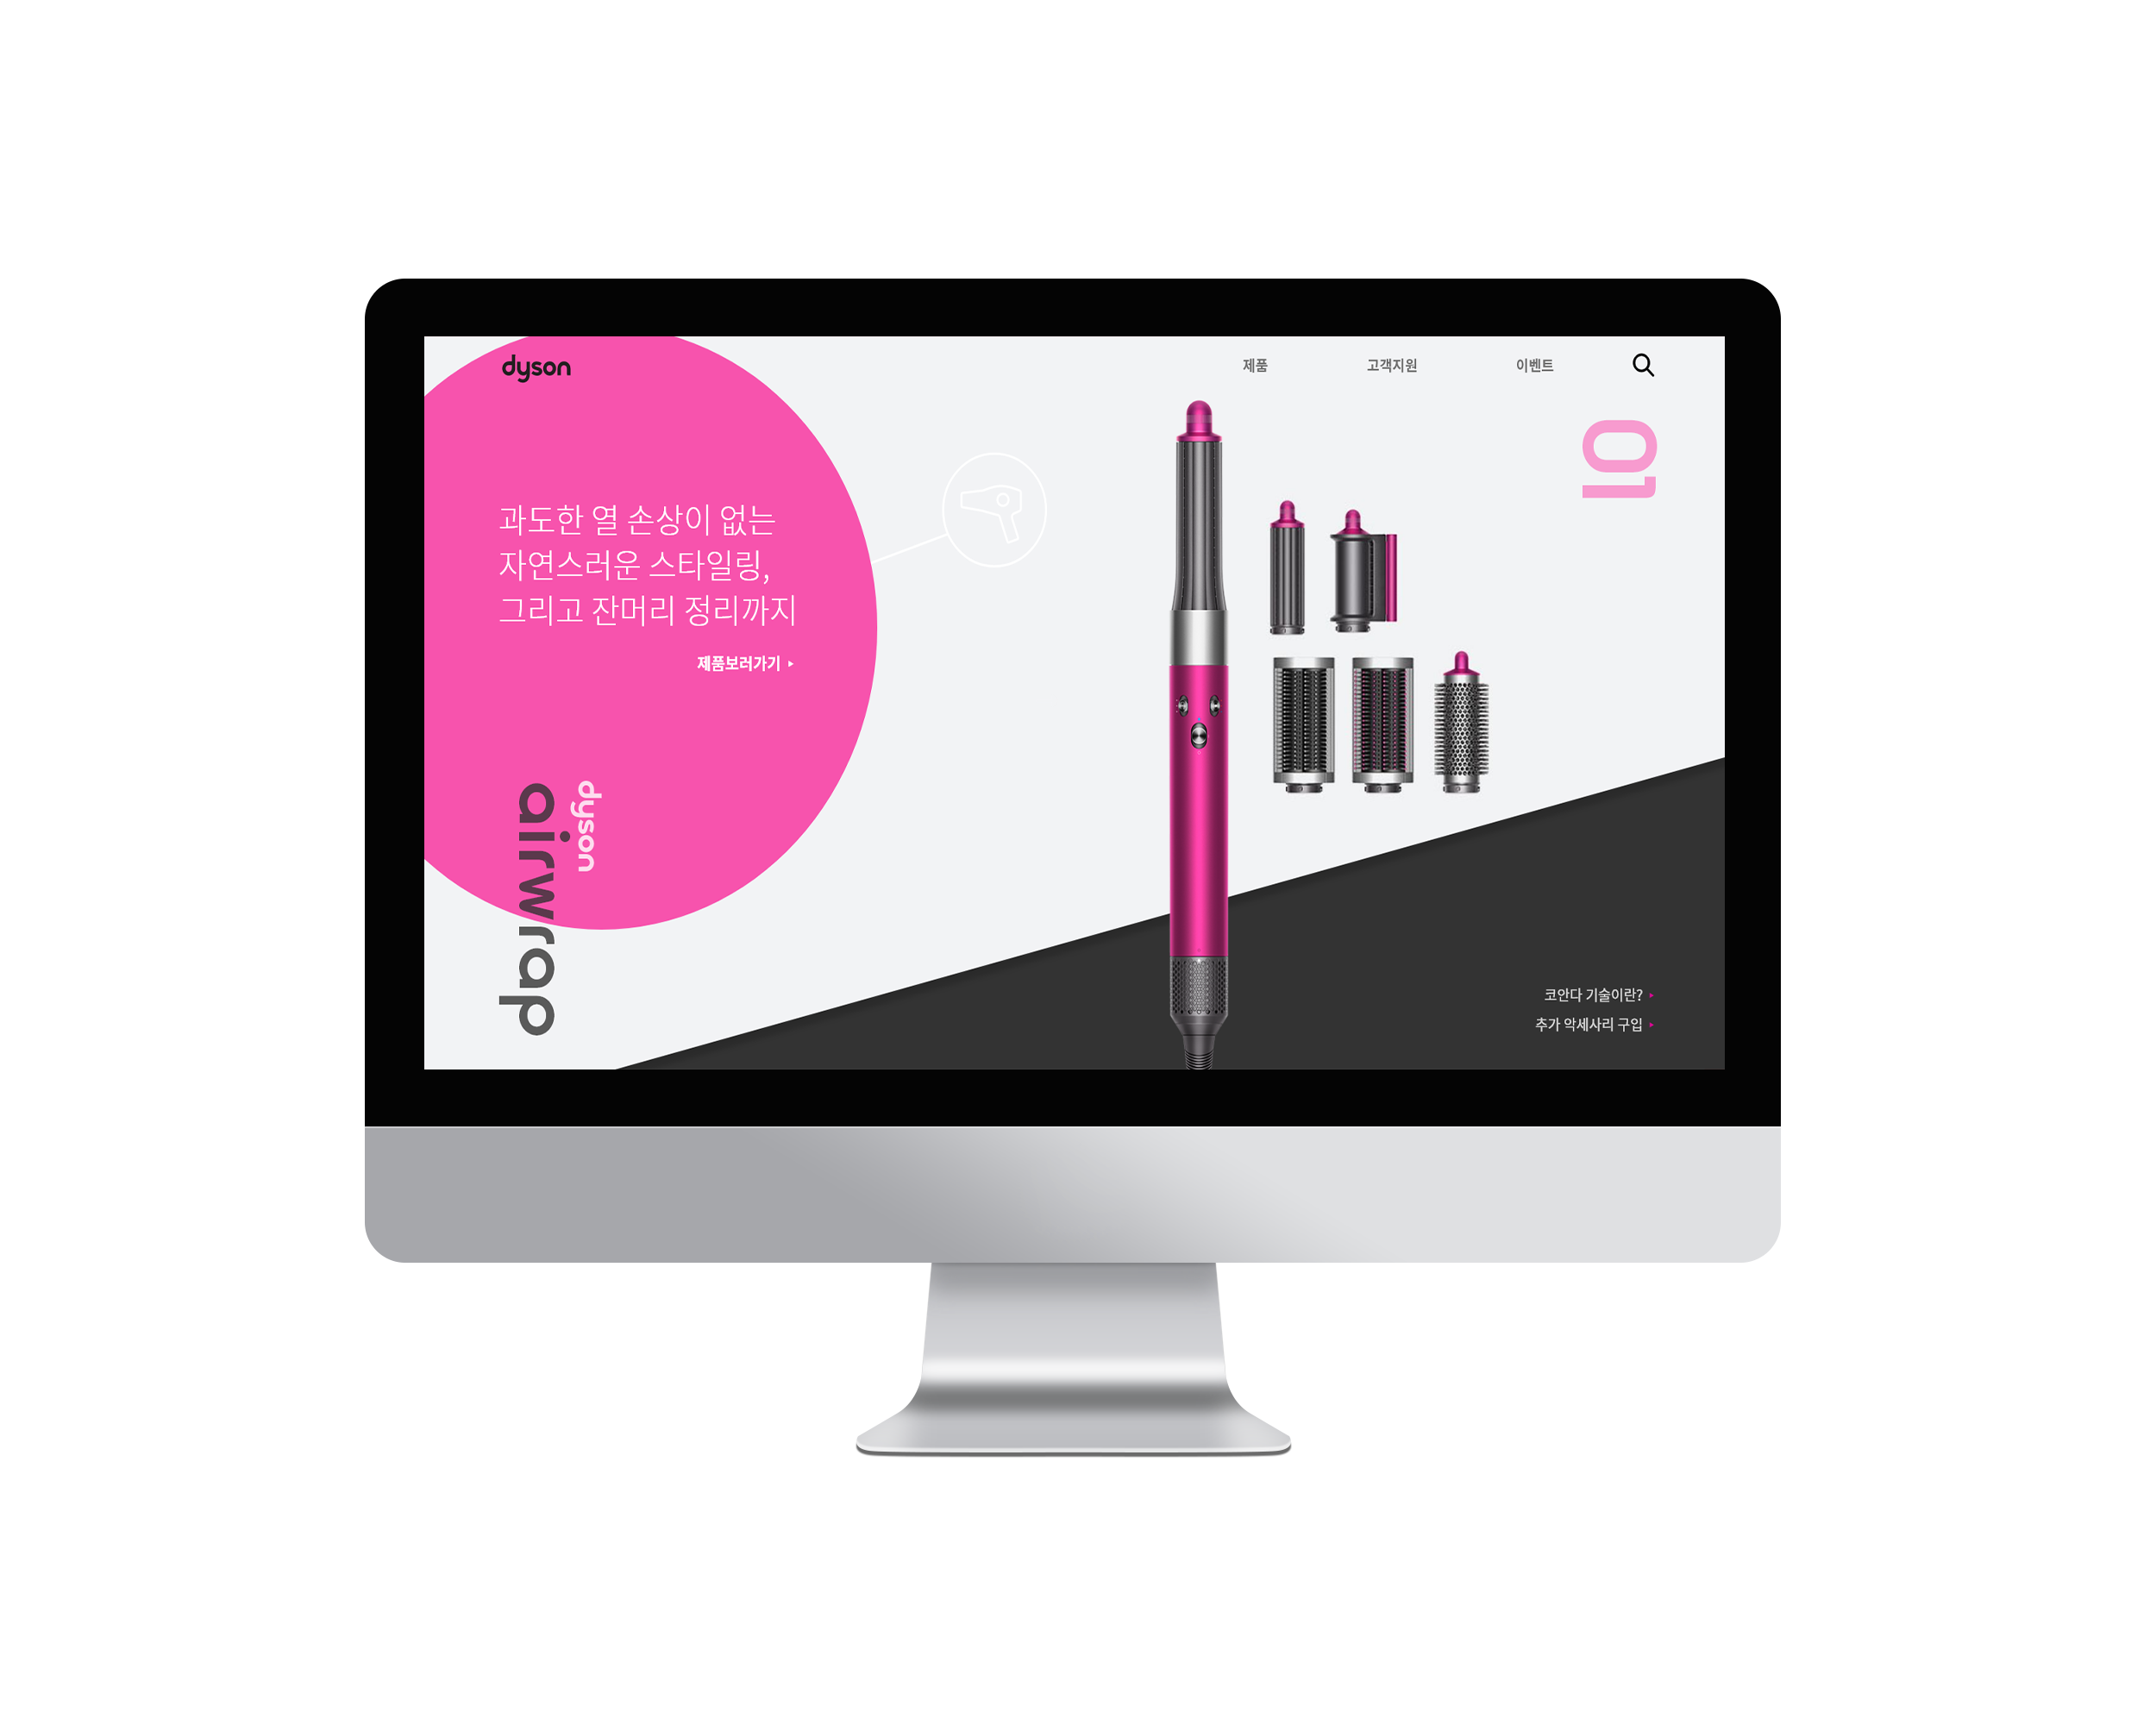 dyson
제품
고객지원
이벤트
01
과도한 열 손상이 없는
자연스러운 스타일링,
그리고 잔머리 정리까지
제품보러가기
dyson
airwrap
코안다 기술이란?
추가 악세사리 구입